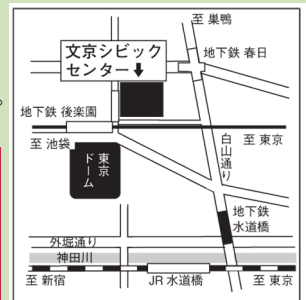 至 巣鴨
文京シビック
センター⬇
地下鉄 春日
地下鉄 後楽園
至 池袋
至 東京
白山通り
東京
ドーム
地下鉄
水道橋
外堀通り
神田川
至 新宿
JR 水道橋
至 東京